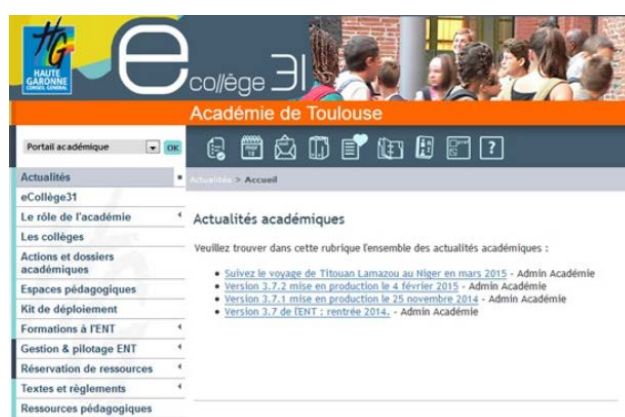 HG
HAUTE
GARONNE
CONSEIL GENERAL
e
co//ège 31
Académie de Toulouse
Portail académique
OK
Actualités
eCollège31
Le rôle de l'académie
Les collèges
Actions et dossiers
académiques
Espaces pédagogiques
Kit de déploiement
Formations à l'ENT
Gestion & pilotage ENT
Réservation de ressources
Textes et règlements
Ressources pédagogiques
Actualités > Accueil
Actualités académiques
Veuillez trouver dans cette rubrique l'ensemble des actualités académiques :
Suivez le voyage de Titouan Lamazou au Niger en mars 2015 - Admin Académie
Version 3.7.2 mise en production le 4 février 2015 - Admin Académie
Version 3.7.1 mise en production le 25 novembre 2014 - Admin Académie
Version 3.7 de l'ENT : rentrée 2014. - Admin Académie